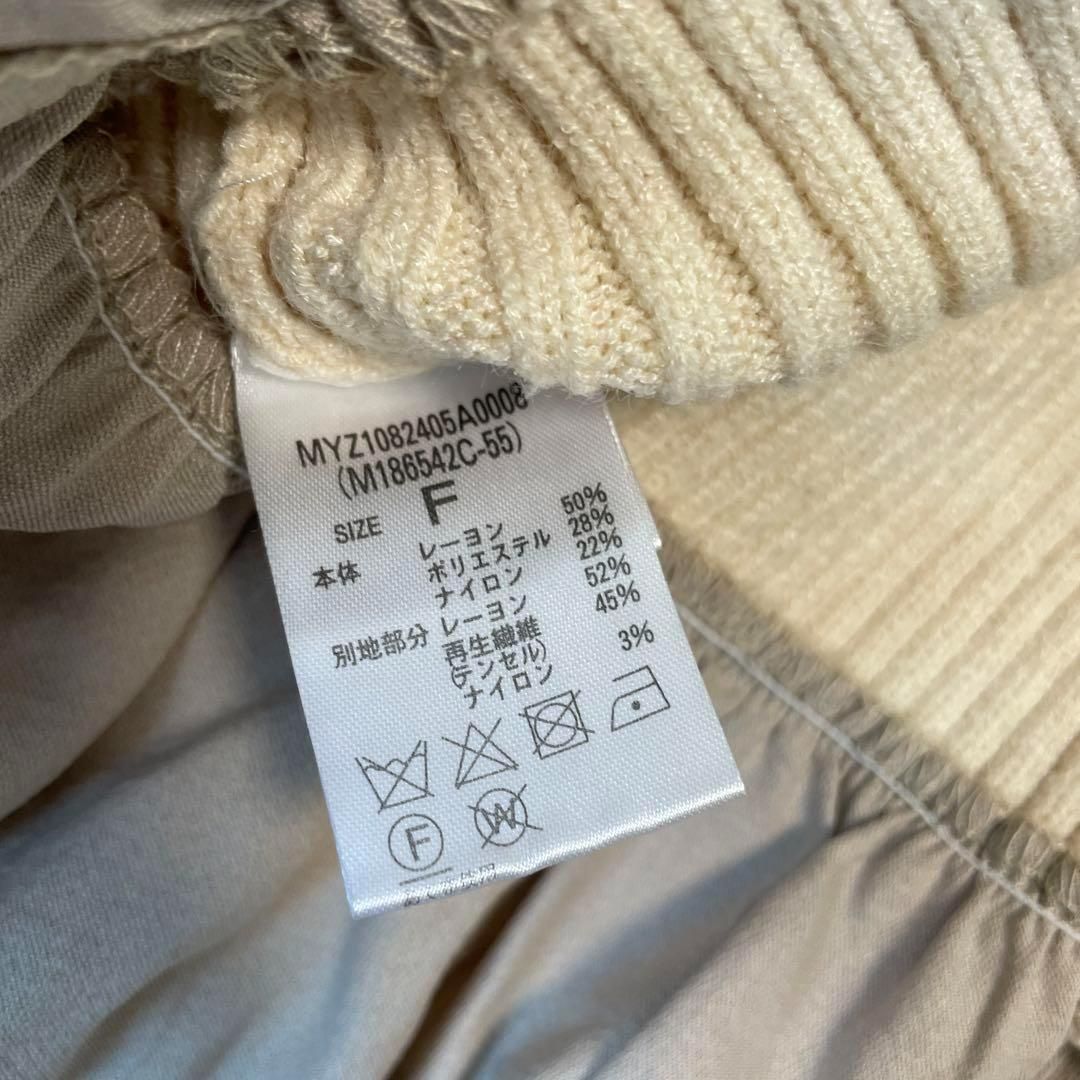 MYZ1082405A0008
(M186542C-55)
SIZE F
本体 レーヨン 50%
ポリエステル 28%
ナイロン 22%
別地部分 レーヨン 52%
再生繊維 45%
(テンセル)
ナイロン 3%
F W